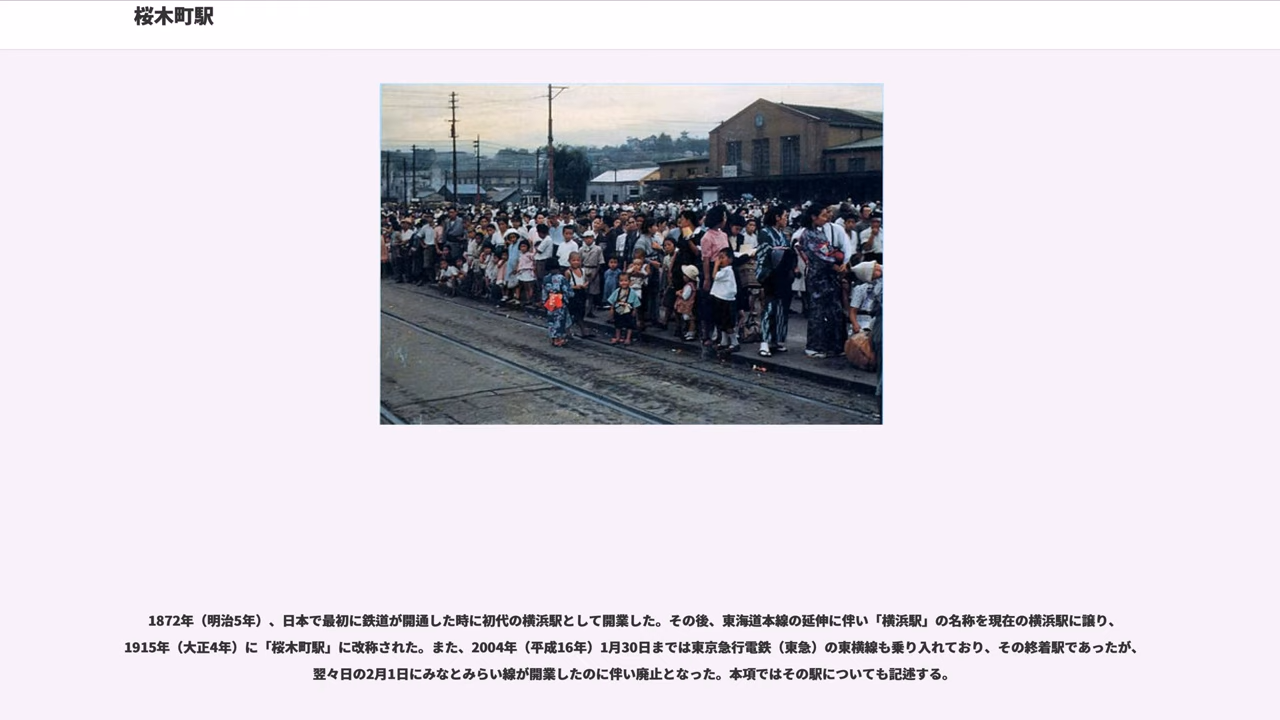 桜木町駅
1872年（明治5年）、日本で最初に鉄道が開通した時に初代の横浜駅として開業した。その後、東海道本線の延伸に伴い「横浜駅」の名称を現在の横浜駅に譲り、
1915年（大正4年）に「桜木町駅」に改称された。また、2004年（平成16年）1月30日までは東京急行電鉄（東急）の東横線も乗り入れており、その終着駅であったが、
翌々日の2月1日にみなとみらい線が開業したのに伴い廃止となった。本項ではその駅についても記述する。